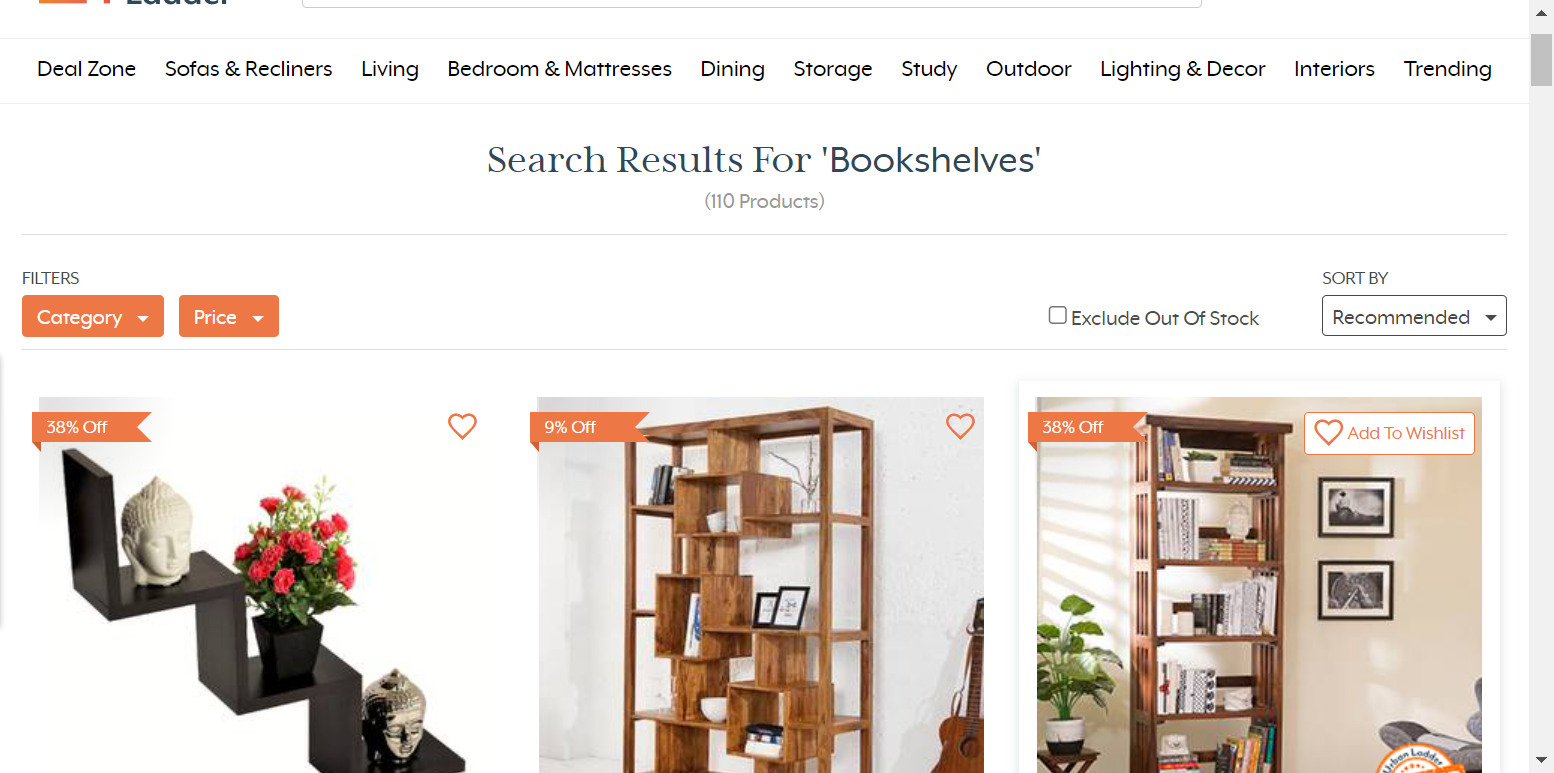 Deal Zone Sofas & Recliners Living Bedroom & Mattresses Dining Storage Study Outdoor Lighting & Decor Interiors Trending
Search Results For 'Bookshelves'
(110 Products)
FILTERS
SORT BY
Category Price Exclude Out Of Stock Recommended
38% Off 9% Off 38% Off Add To Wishlist
Urban Ladder